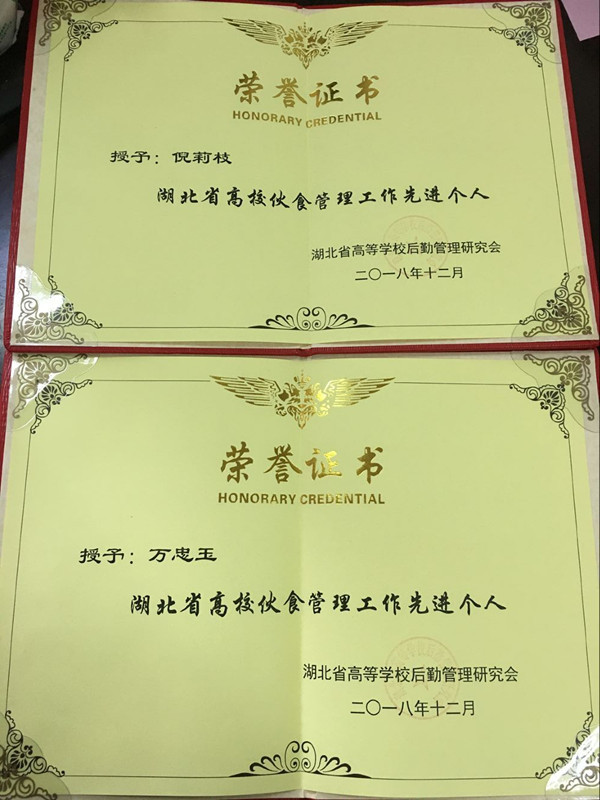 荣誉证书
HONORARY CREDENTIAL
授予：倪莉枝
湖北省高校伙食管理工作先进个人
湖北省高等学校后勤管理研究会
二〇一八年十二月
荣誉证书
HONORARY CREDENTIAL
授予：万忠玉
湖北省高校伙食管理工作先进个人
湖北省高等学校后勤管理研究会
二〇一八年十二月